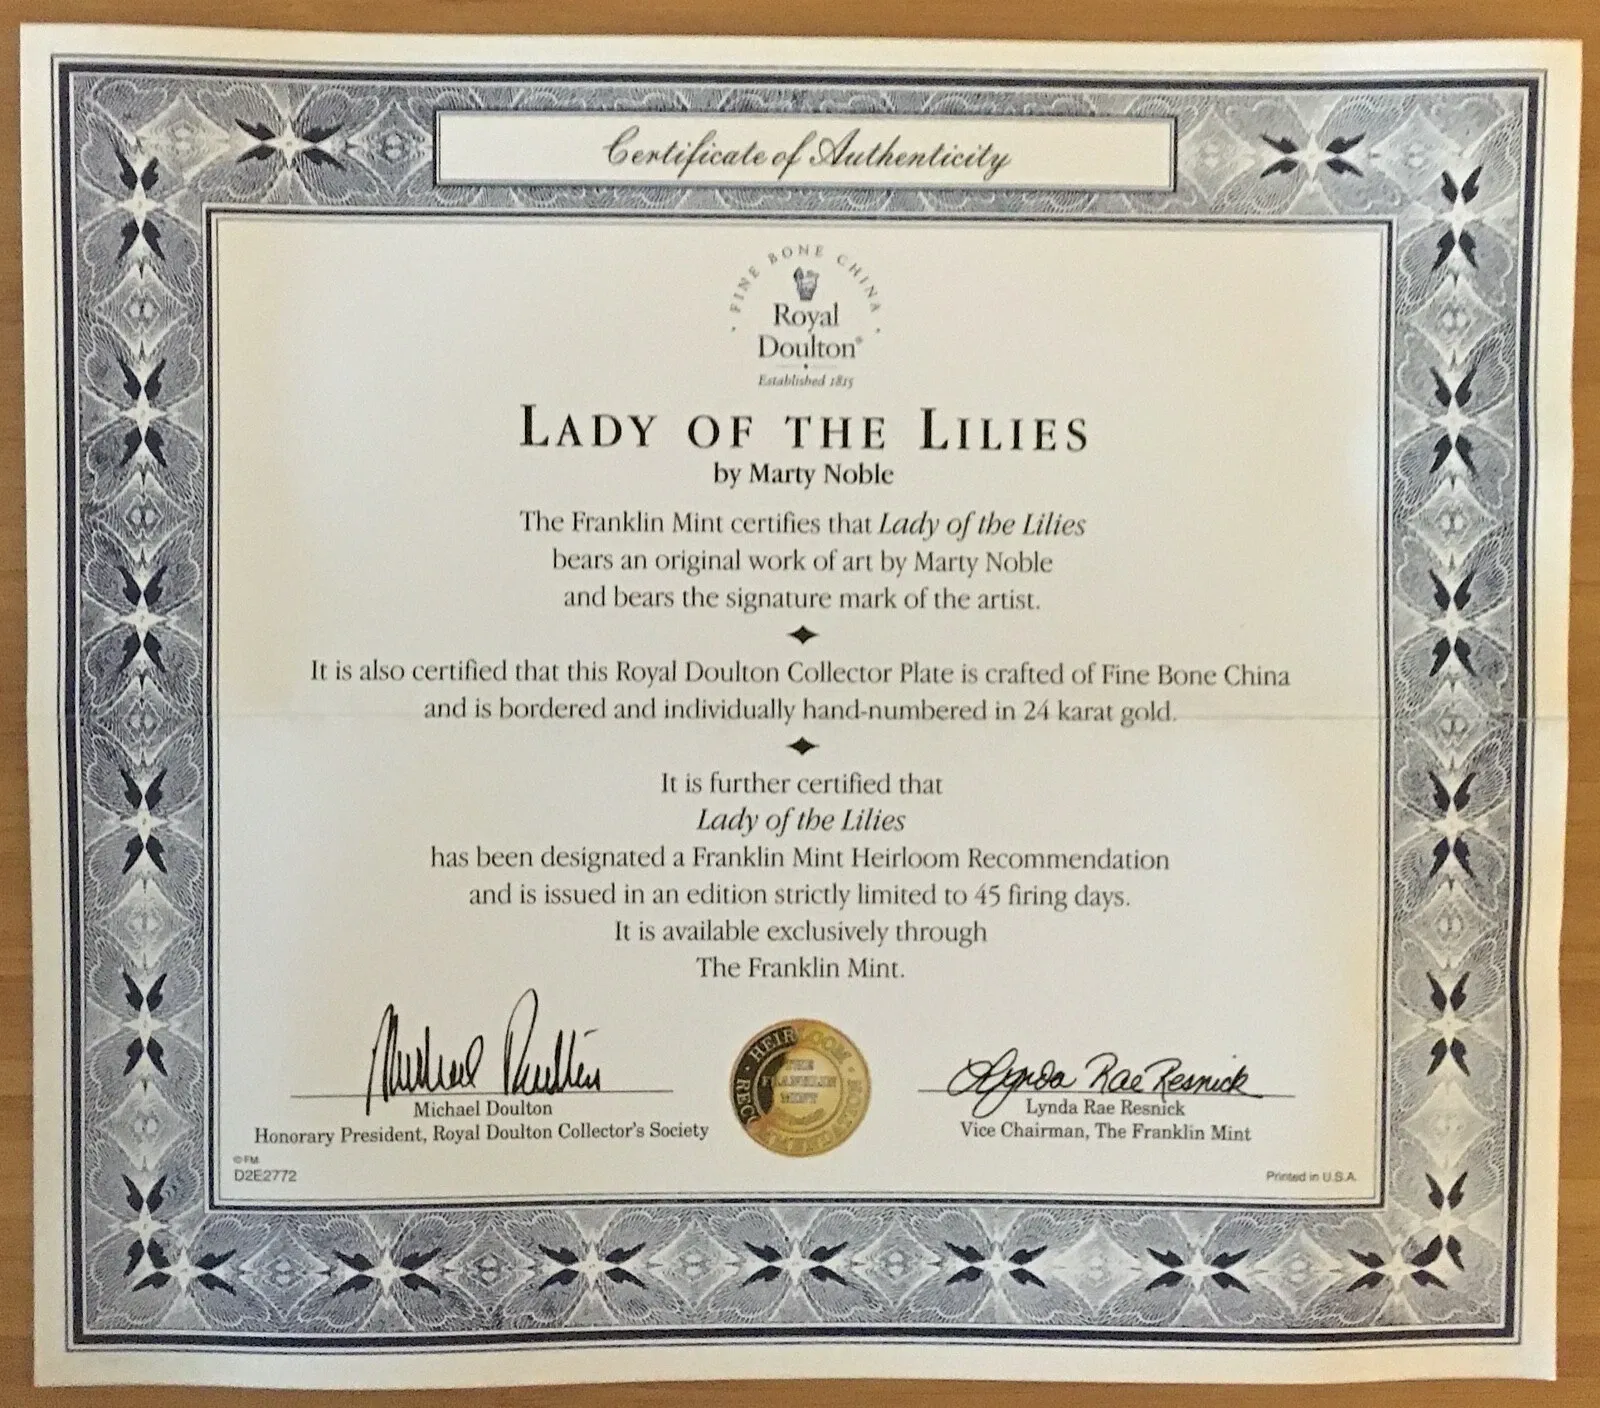 Certificate of Authenticity
· FINE BONE CHINA ·
Royal
Doulton®
Established 1815
LADY OF THE LILIES
by Marty Noble
The Franklin Mint certifies that Lady of the Lilies
bears an original work of art by Marty Noble
and bears the signature mark of the artist.
It is also certified that this Royal Doulton Collector Plate is crafted of Fine Bone China
and is bordered and individually hand-numbered in 24 karat gold.
It is further certified that
Lady of the Lilies
has been designated a Franklin Mint Heirloom Recommendation
and is issued in an edition strictly limited to 45 firing days.
It is available exclusively through
The Franklin Mint.
Michael Doulton
Michael Doulton
Honorary President, Royal Doulton Collector's Society
HEIRLOOM
THE
FRANKLIN
MINT
Lynda Rae Resnick
Lynda Rae Resnick
Vice Chairman, The Franklin Mint
© FM
D2E2772
Printed in U.S.A.